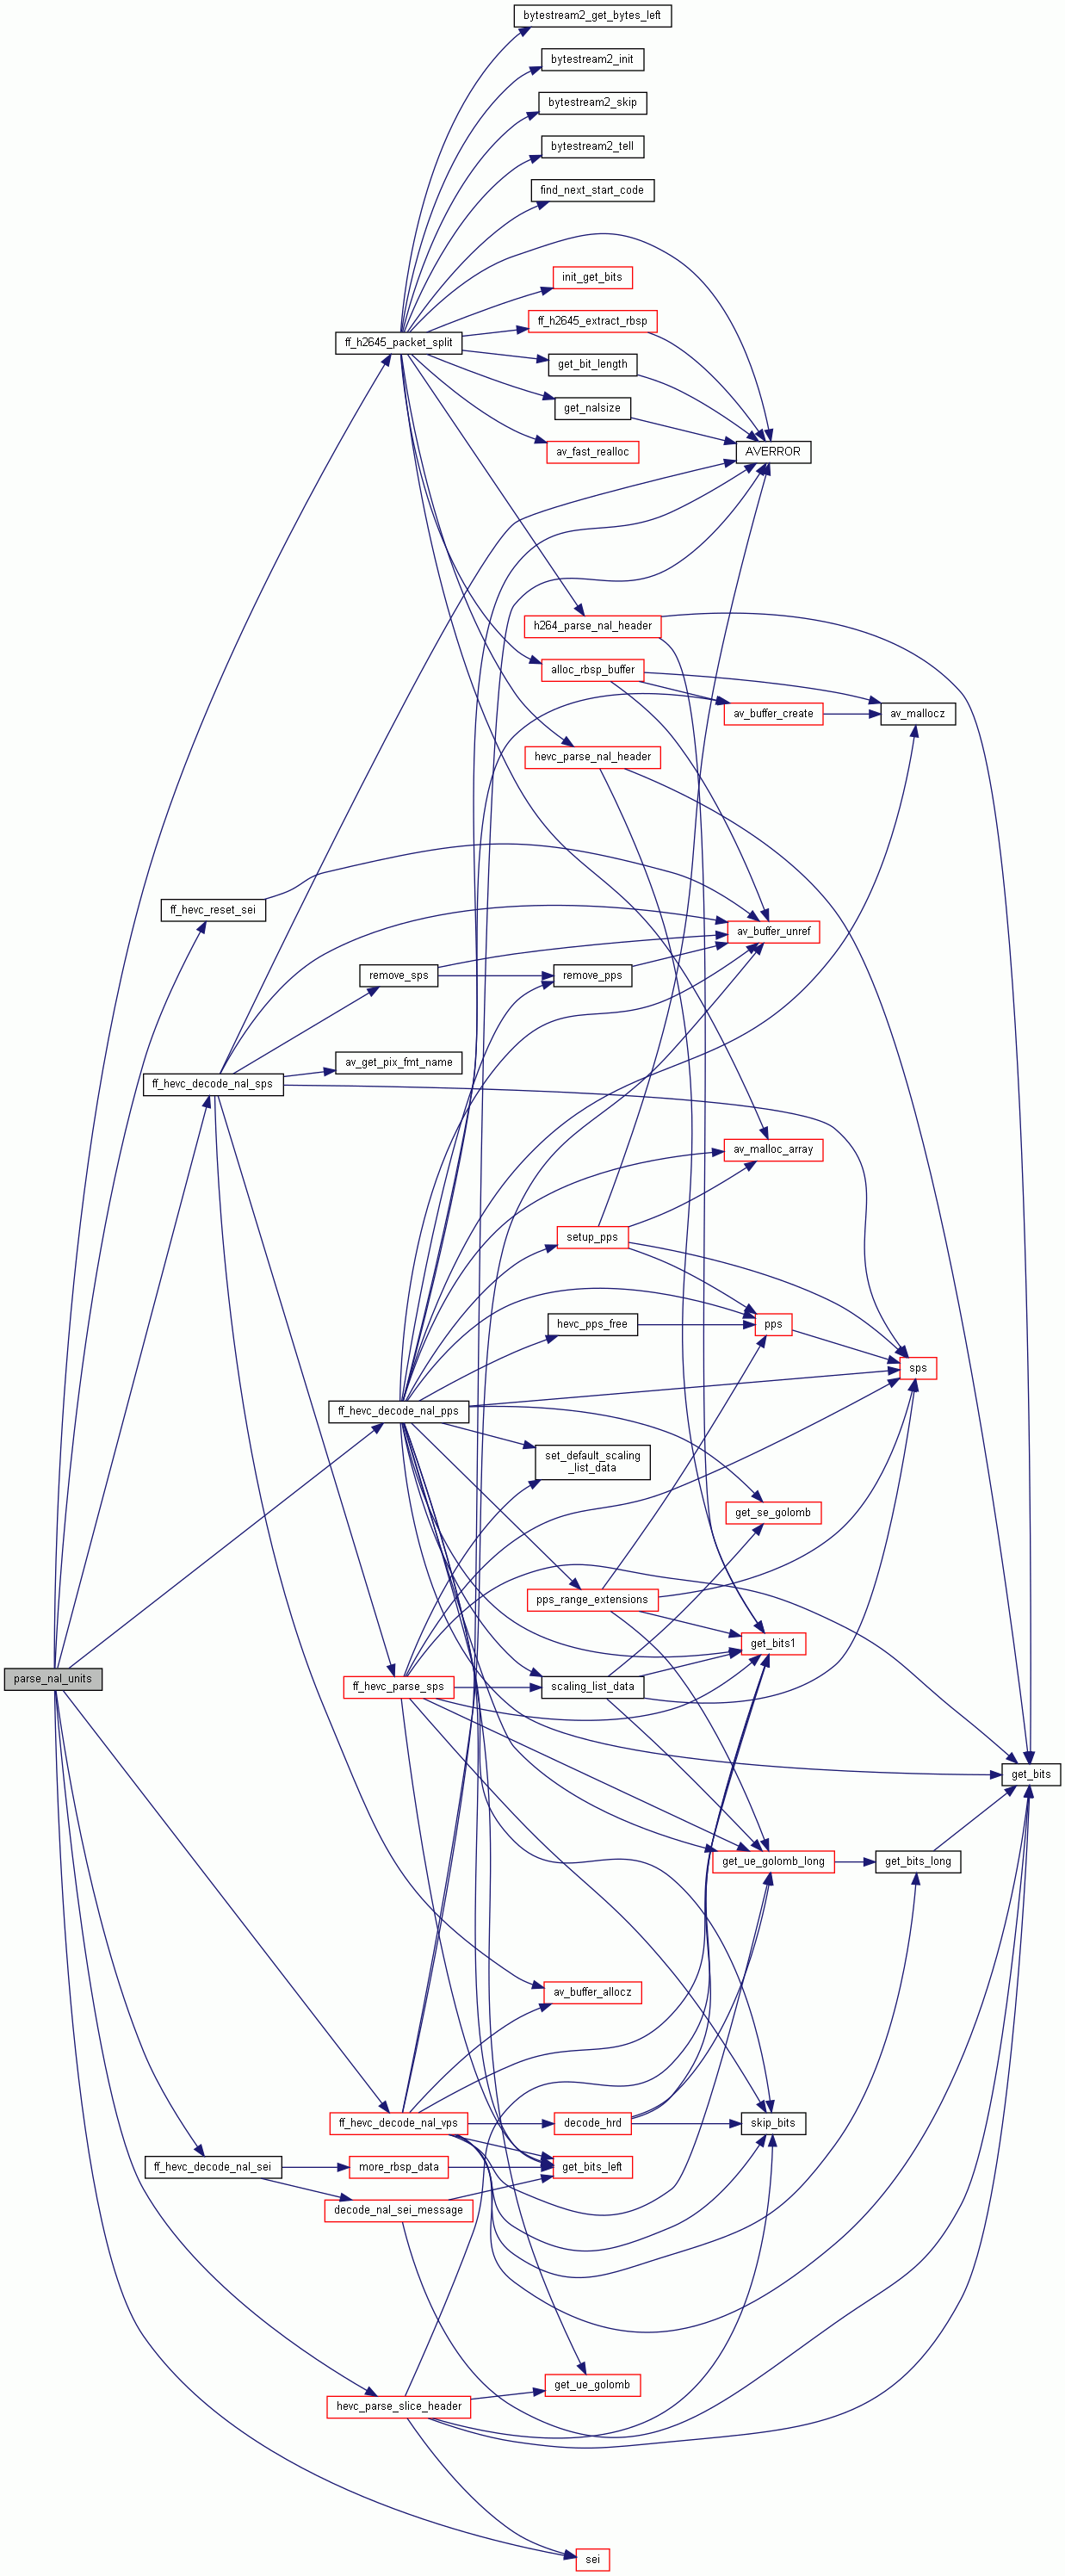 bytestream2_get_bytes_left
bytestream2_init
bytestream2_skip
bytestream2_tell
find_next_start_code
init_get_bits
ff_h2645_extract_rbsp
ff_h2645_packet_split
get_bit_length
get_nalsize
av_fast_realloc
AVERROR
h264_parse_nal_header
alloc_rbsp_buffer
av_buffer_create
av_mallocz
hevc_parse_nal_header
ff_hevc_reset_sei
av_buffer_unref
remove_sps
remove_pps
av_get_pix_fmt_name
ff_hevc_decode_nal_sps
av_malloc_array
setup_pps
hevc_pps_free
pps
sps
ff_hevc_decode_nal_pps
set_default_scaling
_list_data
get_se_golomb
pps_range_extensions
get_bits1
parse_nal_units
ff_hevc_parse_sps
scaling_list_data
get_bits
get_ue_golomb_long
get_bits_long
av_buffer_allocz
ff_hevc_decode_nal_vps
decode_hrd
skip_bits
ff_hevc_decode_nal_sei
more_rbsp_data
get_bits_left
decode_nal_sei_message
get_ue_golomb
hevc_parse_slice_header
sei